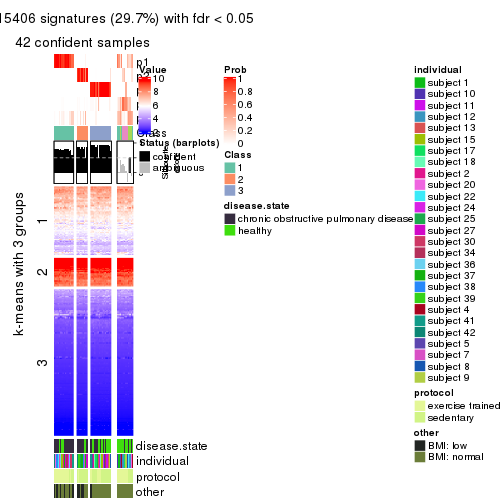 15406 signatures (29.7%) with fdr < 0.05
42 confident samples
p1
Value
10
8
6
4
2
Prob
1
0.8
0.6
0.4
0.2
0
Class
Status (barplots)
confident
ambiguous
Class
1
2
3
disease.state
chronic obstructive pulmonary disease
healthy
k-means with 3 groups
1
2
3
disease.state
individual
protocol
other
individual
subject 1
subject 10
subject 11
subject 12
subject 13
subject 15
subject 17
subject 18
subject 2
subject 20
subject 22
subject 24
subject 25
subject 27
subject 30
subject 34
subject 36
subject 37
subject 38
subject 39
subject 4
subject 41
subject 42
subject 5
subject 7
subject 8
subject 9
protocol
exercise trained
sedentary
other
BMI: low
BMI: normal